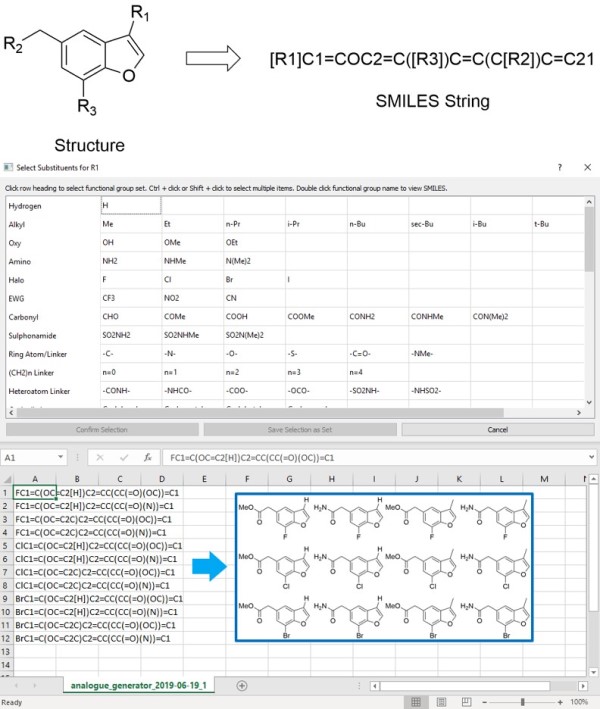 R1
R2
O
R3
[R1]C1=COC2=C([R3])C=C(C[R2])C=C21
SMILES String
Structure
Select Substituents for R1 ? ×
Click row heading to select functional group set. Ctrl + click or Shift + click to select multiple items. Double click functional group name to view SMILES.
Hydrogen H
Alkyl Me Et n-Pr i-Pr n-Bu sec-Bu i-Bu t-Bu
Oxy OH OMe OEt
Amino NH2 NHMe N(Me)2
Halo F Cl Br I
EWG CF3 NO2 CN
Carbonyl CHO COMe COOH COOMe CONH2 CONHMe CON(Me)2
Sulphonamide SO2NH2 SO2NHMe SO2N(Me)2
Ring Atom/Linker -C- -N- -O- -S- -C=O- -NMe-
(CH2)n Linker n=0 n=1 n=2 n=3 n=4
Heteroatom Linker -CONH- -NHCO- -COO- -OCO- -SO2NH- -NHSO2-
Confirm Selection Save Selection as Set Cancel
A1 fx FC1=C(OC=C2[H])C2=CC(CC(=O)(OC))=C1
A B C D E F G H I J K L M
1 FC1=C(OC=C2[H])C2=CC(CC(=O)(OC))=C1
2 FC1=C(OC=C2[H])C2=CC(CC(=O)(N))=C1
3 FC1=C(OC=C2C)C2=CC(CC(=O)(OC))=C1
4 FC1=C(OC=C2C)C2=CC(CC(=O)(N))=C1
5 ClC1=C(OC=C2[H])C2=CC(CC(=O)(OC))=C1
6 ClC1=C(OC=C2[H])C2=CC(CC(=O)(N))=C1
7 ClC1=C(OC=C2C)C2=CC(CC(=O)(OC))=C1
8 ClC1=C(OC=C2C)C2=CC(CC(=O)(N))=C1
9 BrC1=C(OC=C2[H])C2=CC(CC(=O)(OC))=C1
10 BrC1=C(OC=C2[H])C2=CC(CC(=O)(N))=C1
11 BrC1=C(OC=C2C)C2=CC(CC(=O)(OC))=C1
12 BrC1=C(OC=C2C)C2=CC(CC(=O)(N))=C1
13
14
H H
MeO H2N MeO H2N
O O O O O O O O
F F F F
H H
MeO H2N MeO H2N
O O O O O O O O
Cl Cl Cl Cl
H H
MeO H2N MeO H2N
O O O O O O O O
Br Br Br Br
analogue_generator_2019-06-19_1
Ready 100%